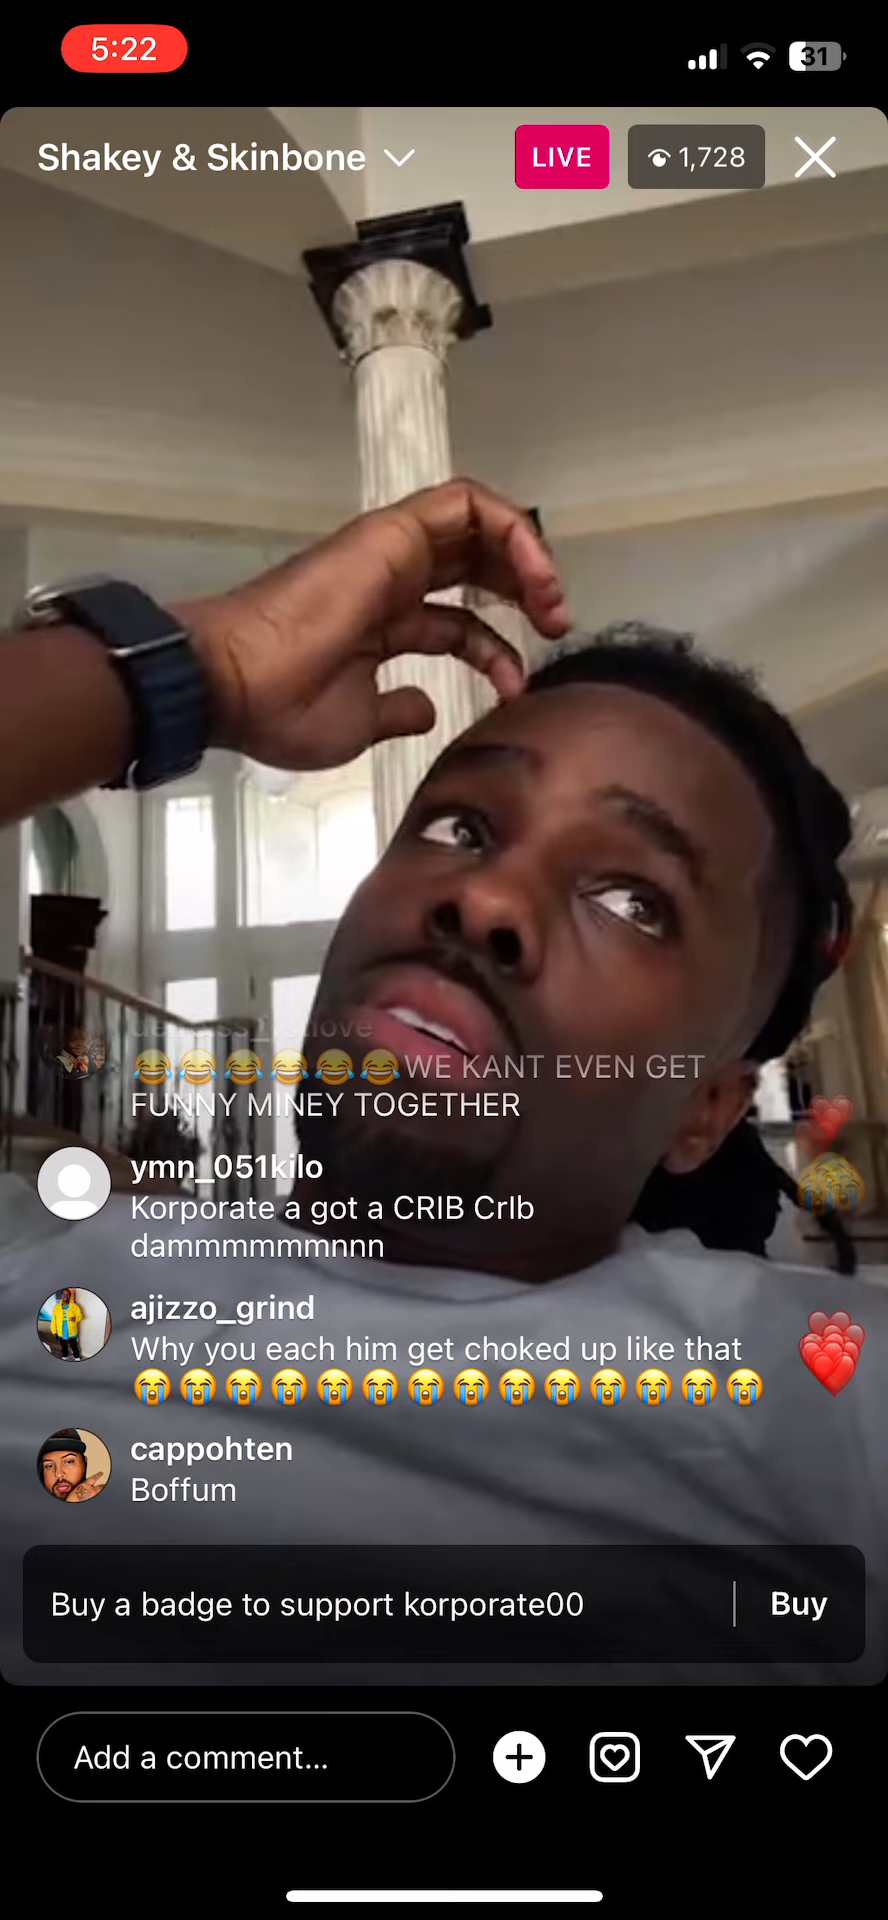 5:22
31
Shakey & Skinbone
LIVE
1,728
😂😂😂😂😂😂WE KANT EVEN GET
FUNNY MINEY TOGETHER
ymn_051kilo
Korporate a got a CRIB CrIb
dammmmmmnnn
ajizzo_grind
Why you each him get choked up like that
😭😭😭😭😭😭😭😭😭😭😭😭😭😭
cappohten
Boffum
Buy a badge to support korporate00
Buy
Add a comment...